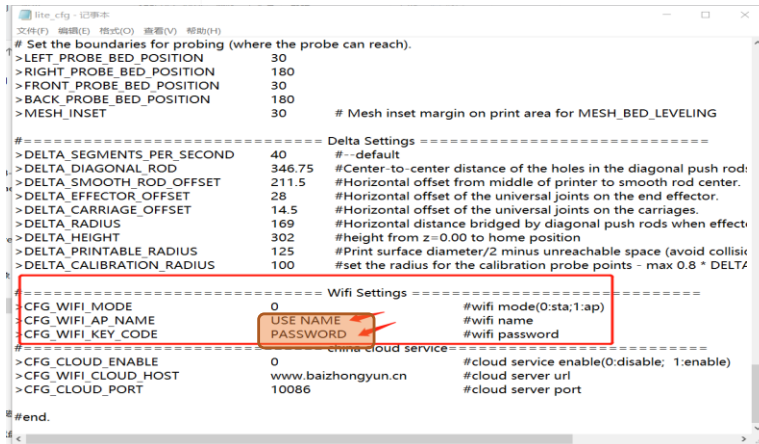 lite_cfg - 记事本
文件(F) 编辑(E) 格式(O) 查看(V) 帮助(H)
# Set the boundaries for probing (where the probe can reach).
>LEFT_PROBE_BED_POSITION 30
>RIGHT_PROBE_BED_POSITION 180
>FRONT_PROBE_BED_POSITION 30
>BACK_PROBE_BED_POSITION 180
>MESH_INSET 30 # Mesh inset margin on print area for MESH_BED_LEVELING
#================================ Delta Settings ===============================
>DELTA_SEGMENTS_PER_SECOND 40 #--default
>DELTA_DIAGONAL_ROD 346.75 #Center-to-center distance of the holes in the diagonal push rods
>DELTA_SMOOTH_ROD_OFFSET 211.5 #Horizontal offset from middle of printer to smooth rod center.
>DELTA_EFFECTOR_OFFSET 28 #Horizontal offset of the universal joints on the end effector.
>DELTA_CARRIAGE_OFFSET 14.5 #Horizontal offset of the universal joints on the carriages.
>DELTA_RADIUS 169 #Horizontal distance bridged by diagonal push rods when effect
>DELTA_HEIGHT 302 #height from z=0.00 to home position
>DELTA_PRINTABLE_RADIUS 125 #Print surface diameter/2 minus unreachable space (avoid collisi
>DELTA_CALIBRATION_RADIUS 100 #set the radius for the calibration probe points - max 0.8 * DELTA
#================================ Wifi Settings ===============================
>CFG_WIFI_MODE 0 #wifi mode(0:sta;1:ap)
>CFG_WIFI_AP_NAME USE NAME #wifi name
>CFG_WIFI_KEY_CODE PASSWORD #wifi password
#================================china cloud service===========================
>CFG_CLOUD_ENABLE 0 #cloud service enable(0:disable; 1:enable)
>CFG_WIFI_CLOUD_HOST www.baizhongyun.cn #cloud server url
>CFG_CLOUD_PORT 10086 #cloud server port
#end.